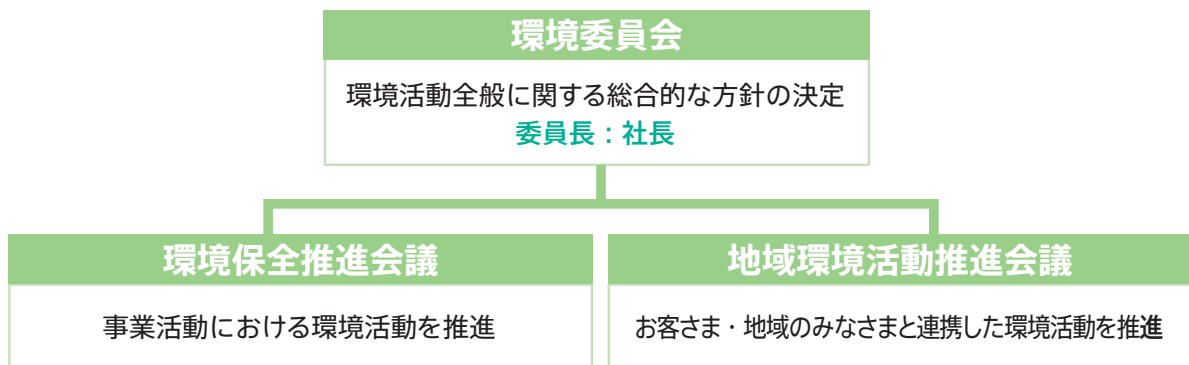 環境委員会
環境活動全般に関する総合的な方針の決定
委員長：社長
環境保全推進会議
事業活動における環境活動を推進
地域環境活動推進会議
お客さま・地域のみなさまと連携した環境活動を推進